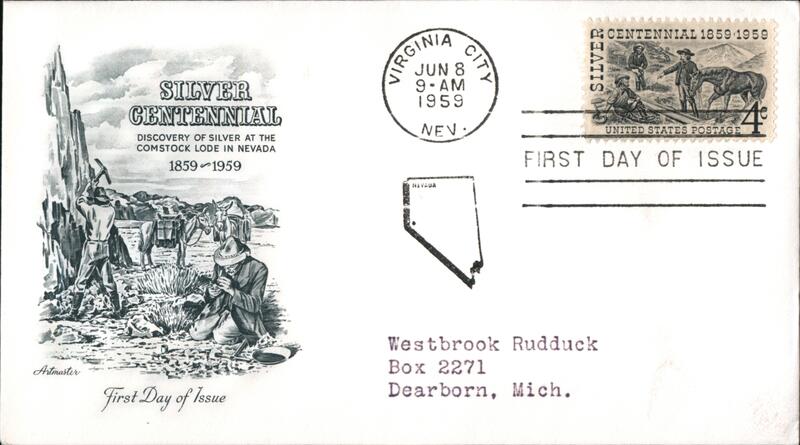 SILVER
CENTENNIAL
DISCOVERY OF SILVER AT THE
COMSTOCK LODE IN NEVADA
1859~1959
Artmaster
First Day of Issue
VIRGINIA CITY
JUN 8
9-AM
1959
NEV.
SILVER CENTENNIAL 1859·1959
4c
UNITED STATES POSTAGE
FIRST DAY OF ISSUE
NEVADA
Westbrook Rudduck
Box 2271
Dearborn, Mich.